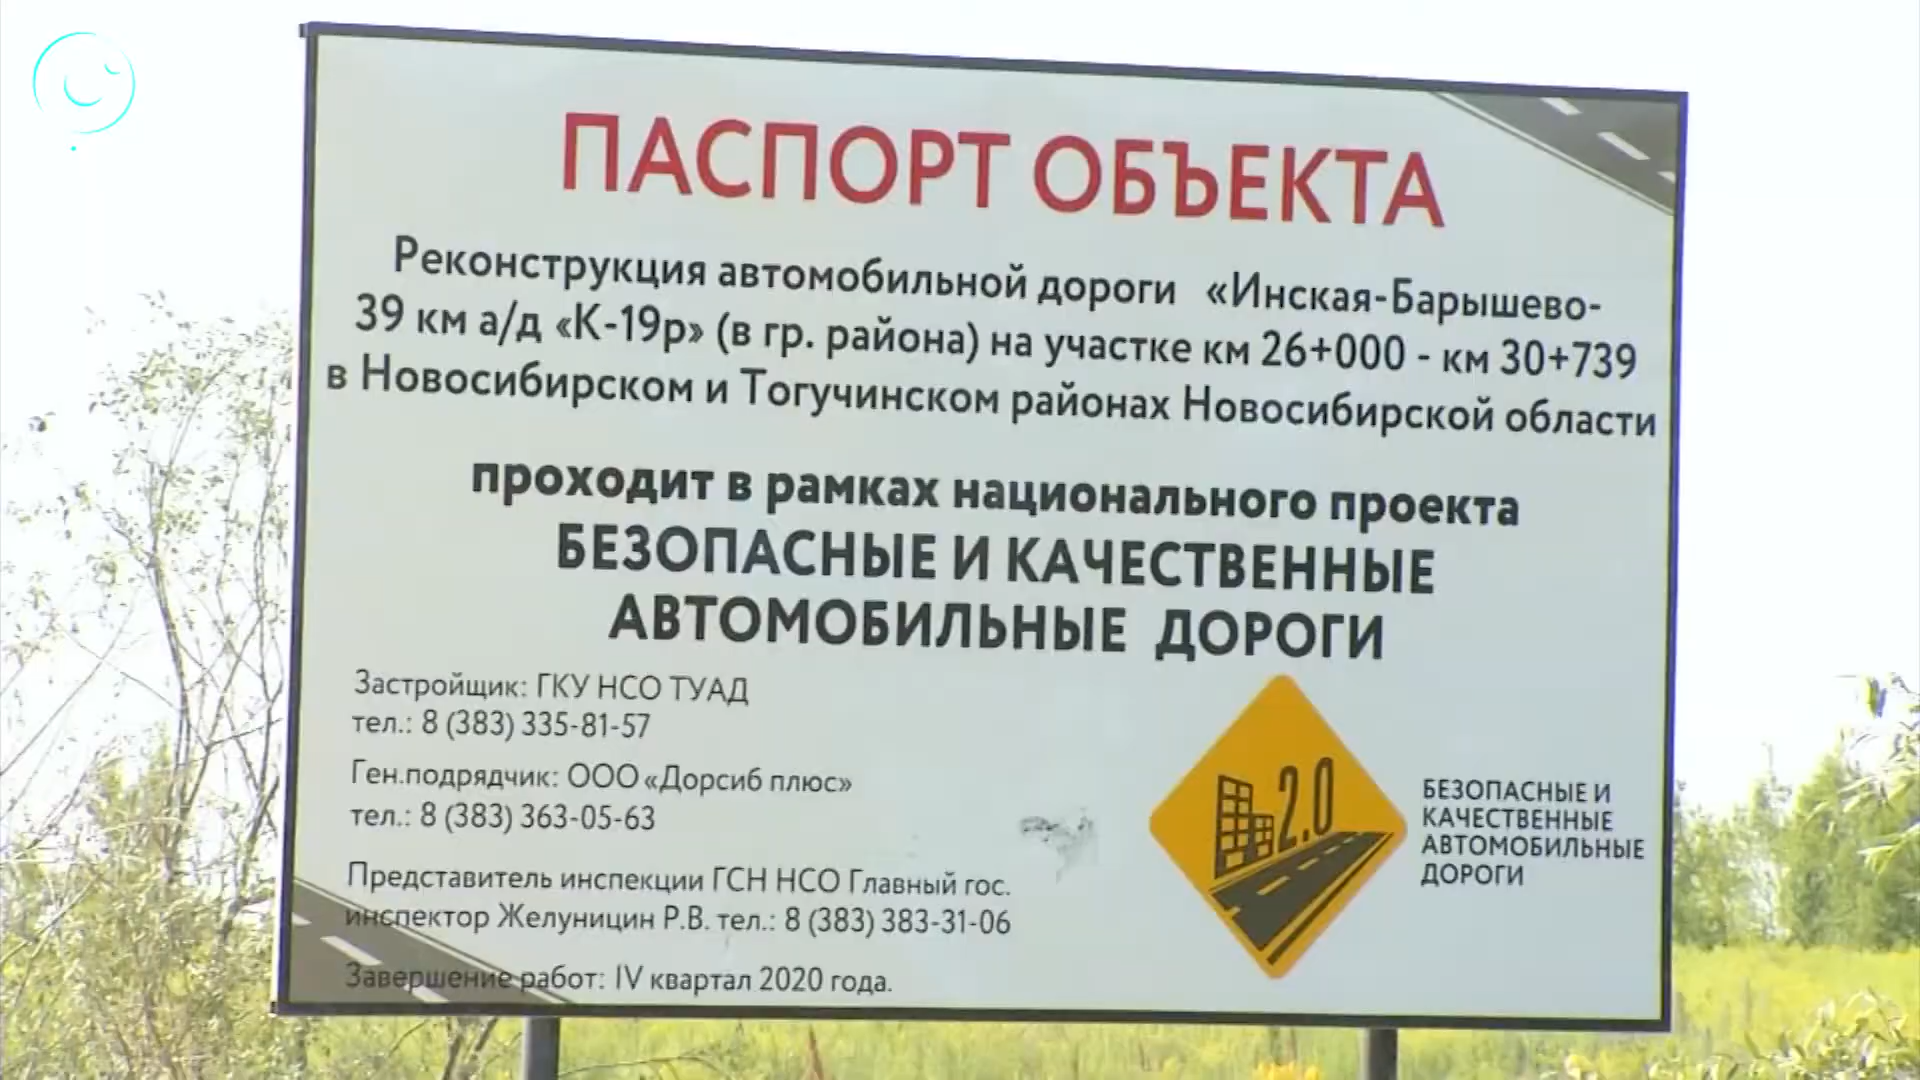 ПАСПОРТ ОБЪЕКТА
Реконструкция автомобильной дороги «Инская-Барышево-
39 км а/д «К-19р» (в гр. района) на участке км 26+000 - км 30+739
в Новосибирском и Тогучинском районах Новосибирской области
проходит в рамках национального проекта
БЕЗОПАСНЫЕ И КАЧЕСТВЕННЫЕ
АВТОМОБИЛЬНЫЕ ДОРОГИ
Застройщик: ГКУ НСО ТУАД
тел.: 8 (383) 335-81-57
Ген.подрядчик: ООО «Дорсиб плюс»
тел.: 8 (383) 363-05-63
Представитель инспекции ГСН НСО Главный гос.
инспектор Желуницин Р.В. тел.: 8 (383) 383-31-06
Завершение работ: IV квартал 2020 года.
2.0
БЕЗОПАСНЫЕ И
КАЧЕСТВЕННЫЕ
АВТОМОБИЛЬНЫЕ
ДОРОГИ